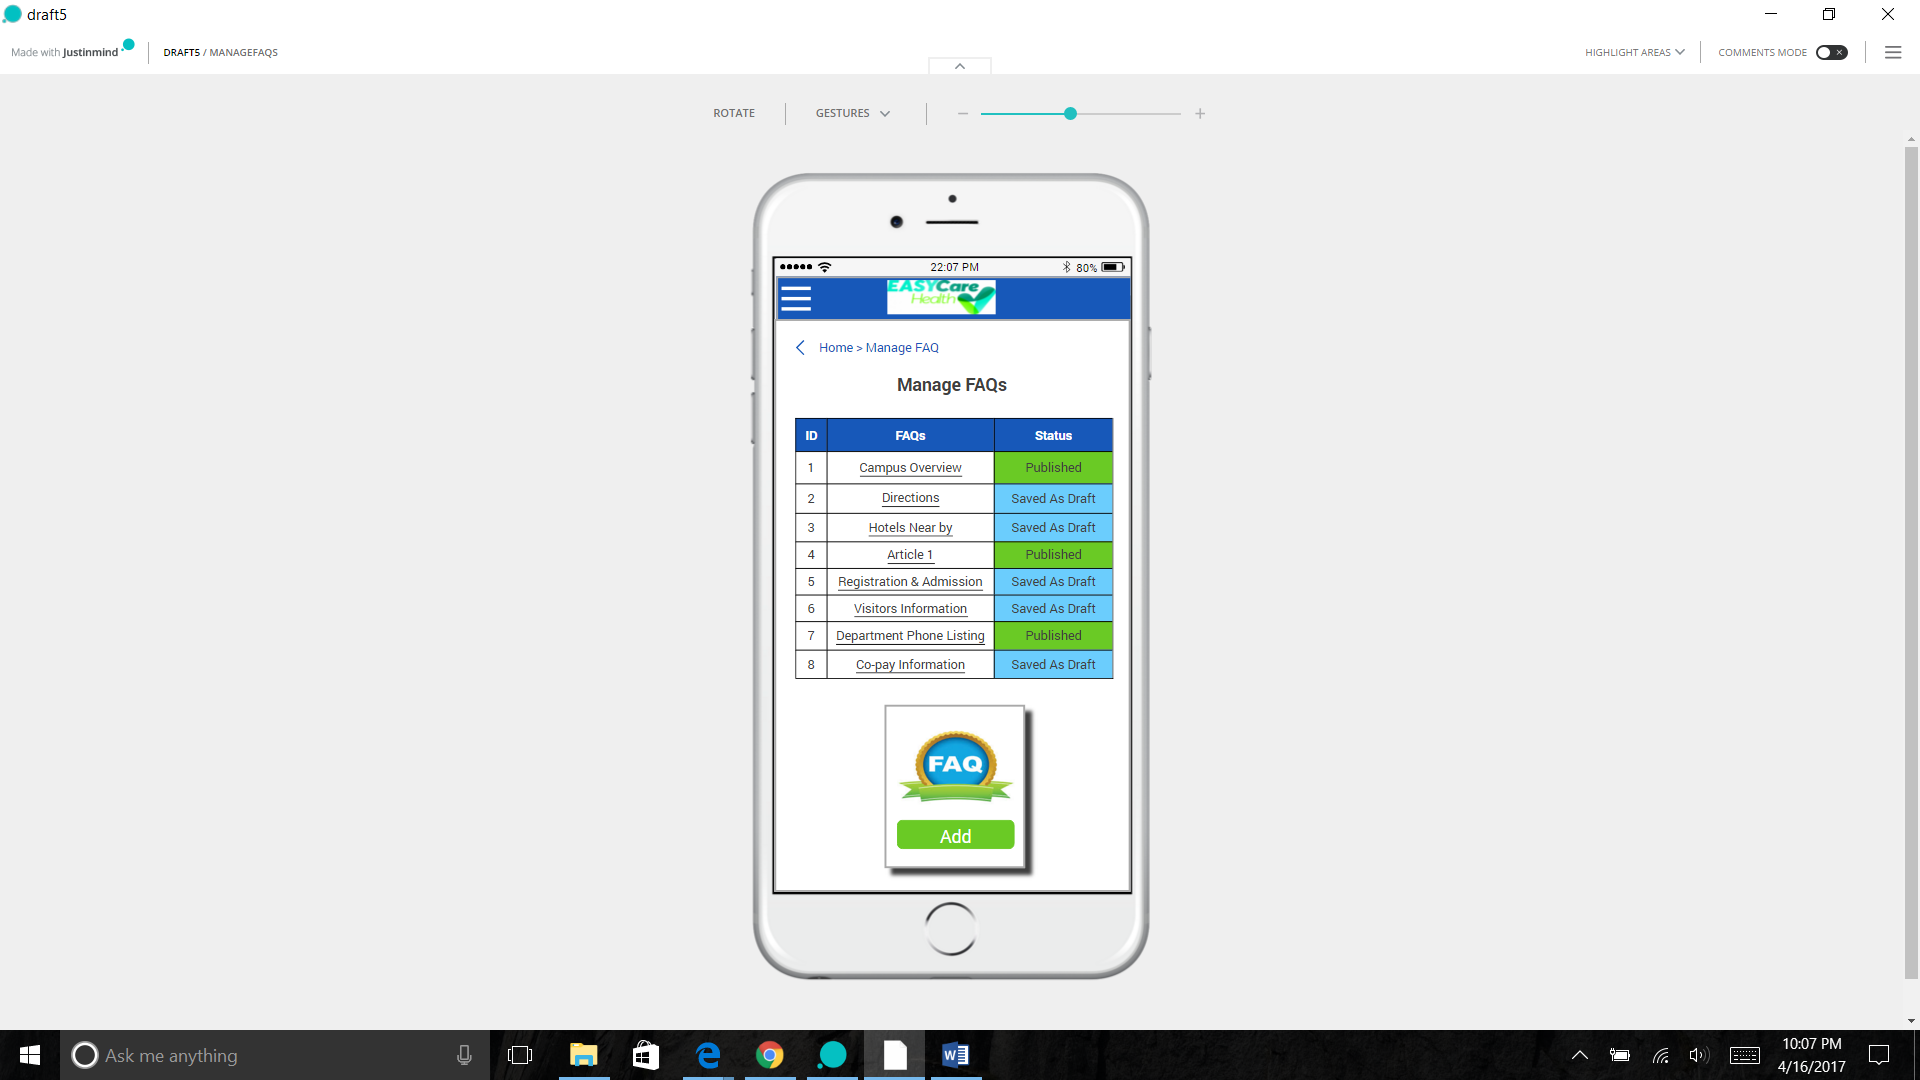 draft5
Made with Justinmind
DRAFT5 / MANAGEFAQS
HIGHLIGHT AREAS
COMMENTS MODE
ROTATE
GESTURES
22:07 PM
80%
EASYCare
Health
Home > Manage FAQ
Manage FAQs
ID FAQs Status
1 Campus Overview Published
2 Directions Saved As Draft
3 Hotels Near by Saved As Draft
4 Article 1 Published
5 Registration & Admission Saved As Draft
6 Visitors Information Saved As Draft
7 Department Phone Listing Published
8 Co-pay Information Saved As Draft
FAQ
Add
Ask me anything
10:07 PM
4/16/2017